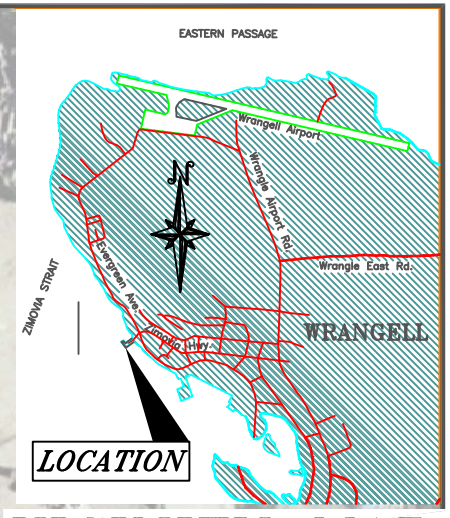 EASTERN PASSAGE
Wrangell Airport
N
Wrangle Airport Rd.
Wrangle East Rd.
Evergreen Ave.
ZIMOVIA STRAIT
Zimovia Hwy.
WRANGELL
LOCATION